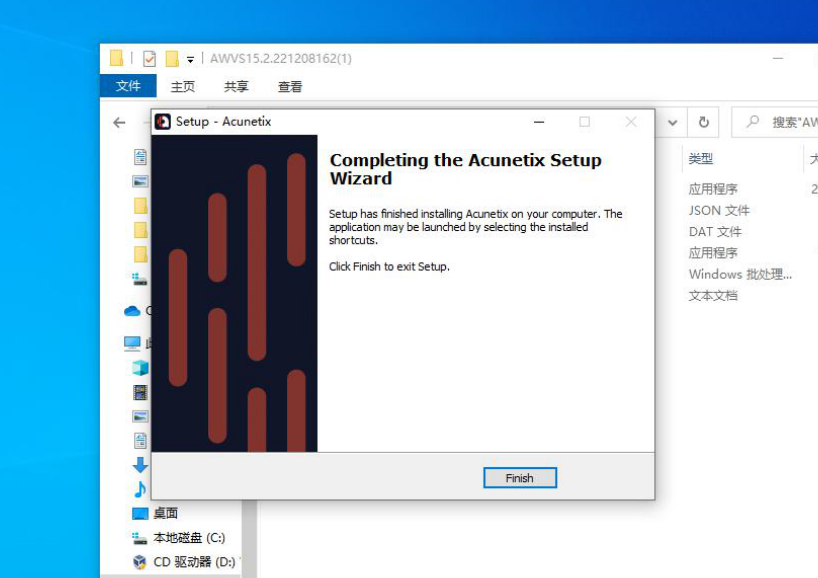 AWVS15.2.221208162(1)
文件 主页 共享 查看
Setup - Acunetix
搜索"AW
Completing the Acunetix Setup
Wizard
Setup has finished installing Acunetix on your computer. The
application may be launched by selecting the installed
shortcuts.
Click Finish to exit Setup.
Finish
类型
应用程序
JSON 文件
DAT 文件
应用程序
Windows 批处理...
文本文档
桌面
本地磁盘 (C:)
CD 驱动器 (D:)